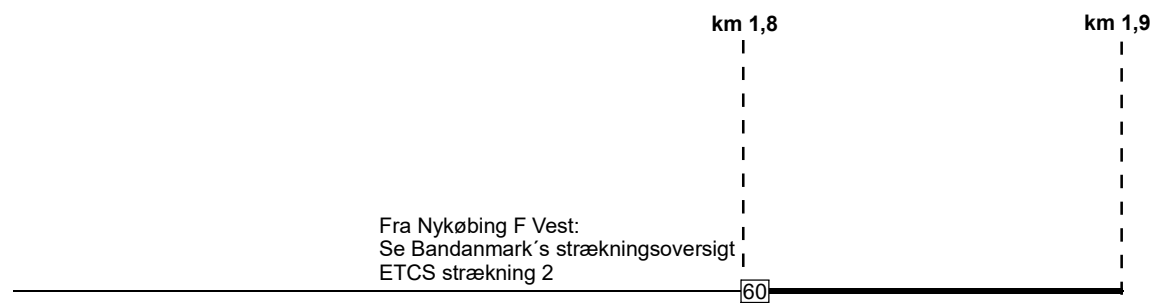 km 1,8
km 1,9
Fra Nykøbing F Vest:
Se Bandanmark´s strækningsoversigt
ETCS strækning 2
60